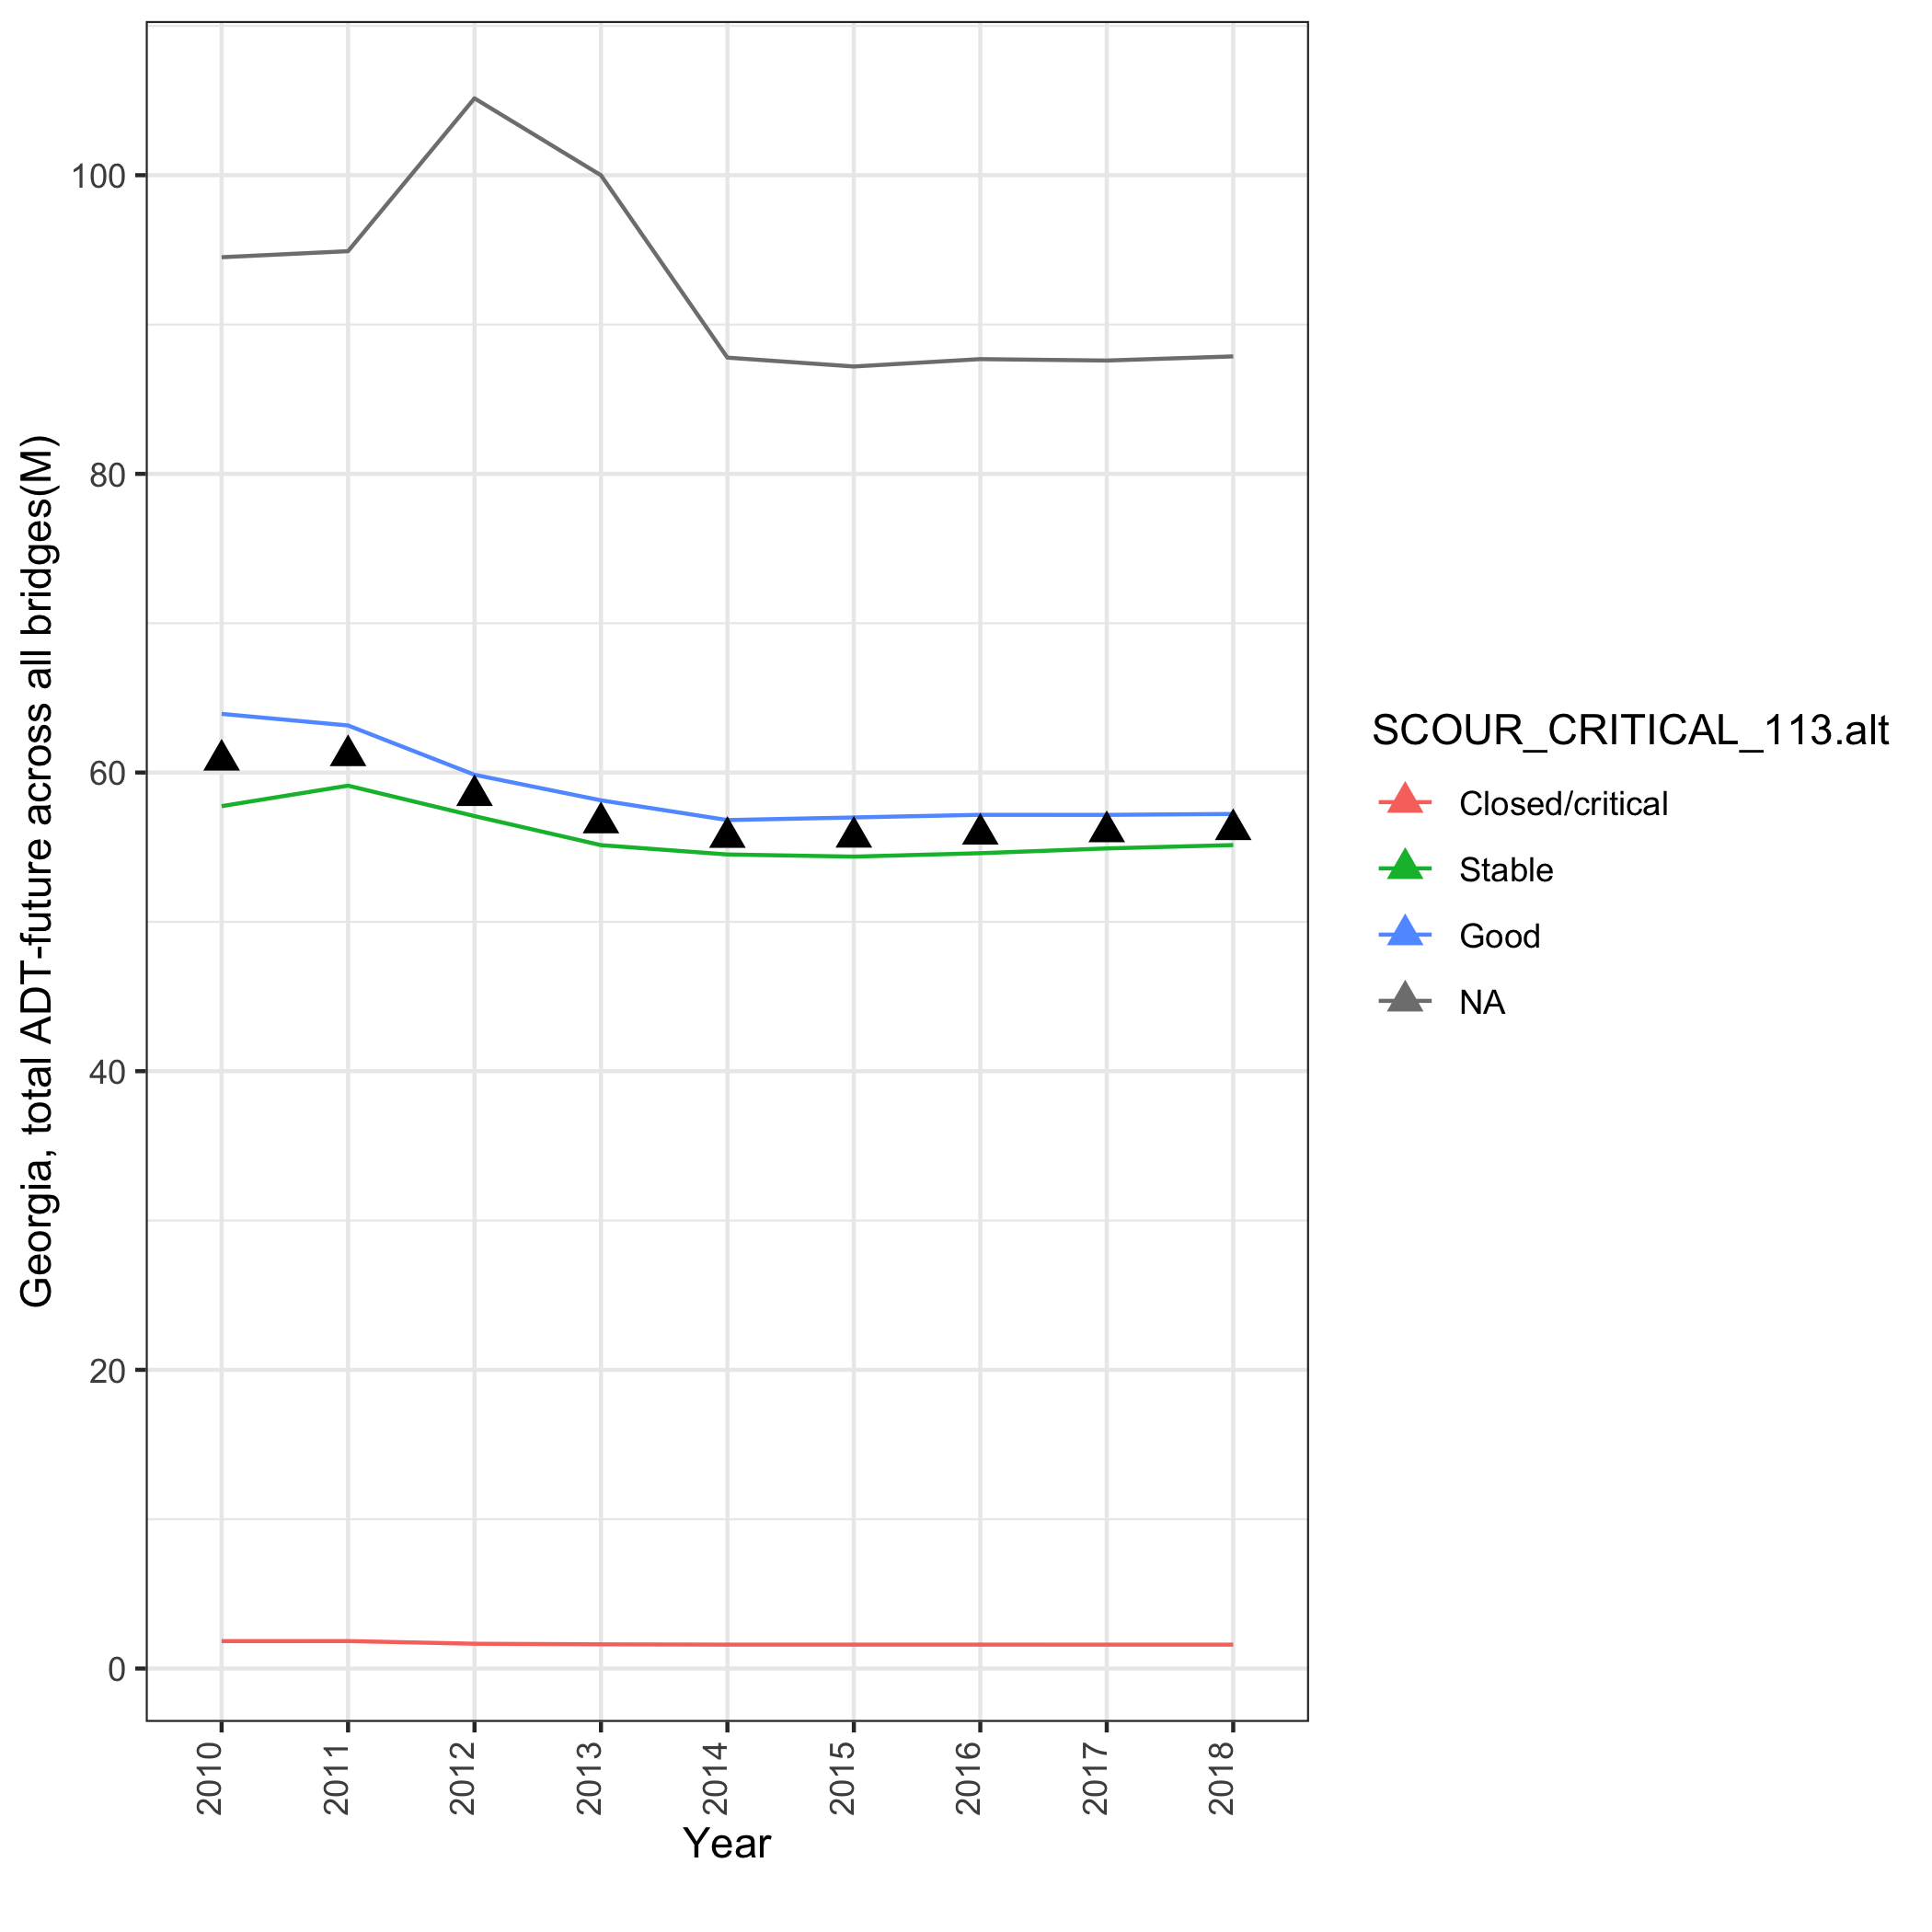 Georgia, total ADT-future across all bridges(M)
100
80
60
40
20
0
2010
2011
2012
2013
2014
2015
2016
2017
2018
Year
SCOUR_CRITICAL_113.alt
Closed/critical
Stable
Good
NA